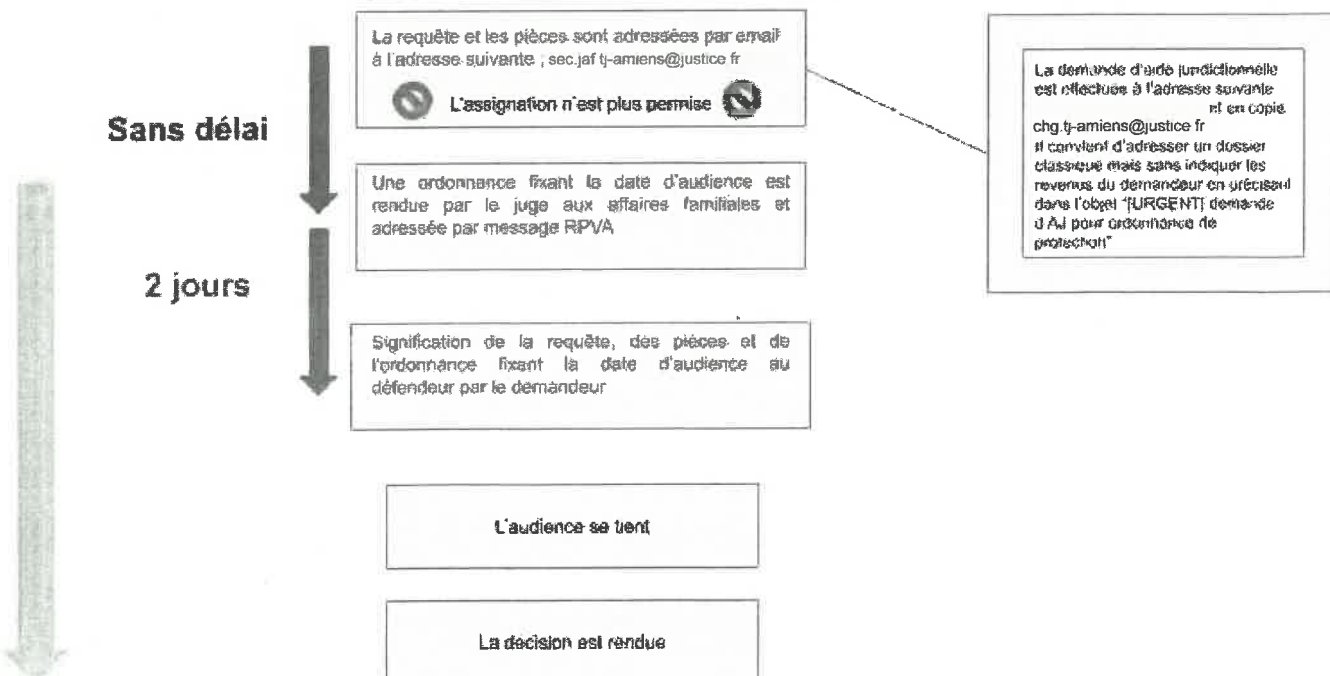 La requête et les pièces sont adressées par email
à l'adresse suivante ; sec.jaf tj-amiens@justice fr
L'assignation n'est plus permise
Sans délai
Une ordonnance fixant la date d'audience est
rendue par le juge aux affaires familiales et
adressée par message RPVA
2 jours
Signification de la requête, des pièces et de
l'ordonnance fixant la date d'audience au
défendeur par le demandeur
L'audience se tient
La decision est rendue
La demande d'aide juridictionnelle
est effectuée à l'adresse suivante
et en copie
chg.tj-amiens@justice fr
Il convient d'adresser un dossier
classique mais sans indiquer les
revenus du demandeur en précisant
dans l'objet "[URGENT] demande
d'AJ pour ordonnance de
protection"